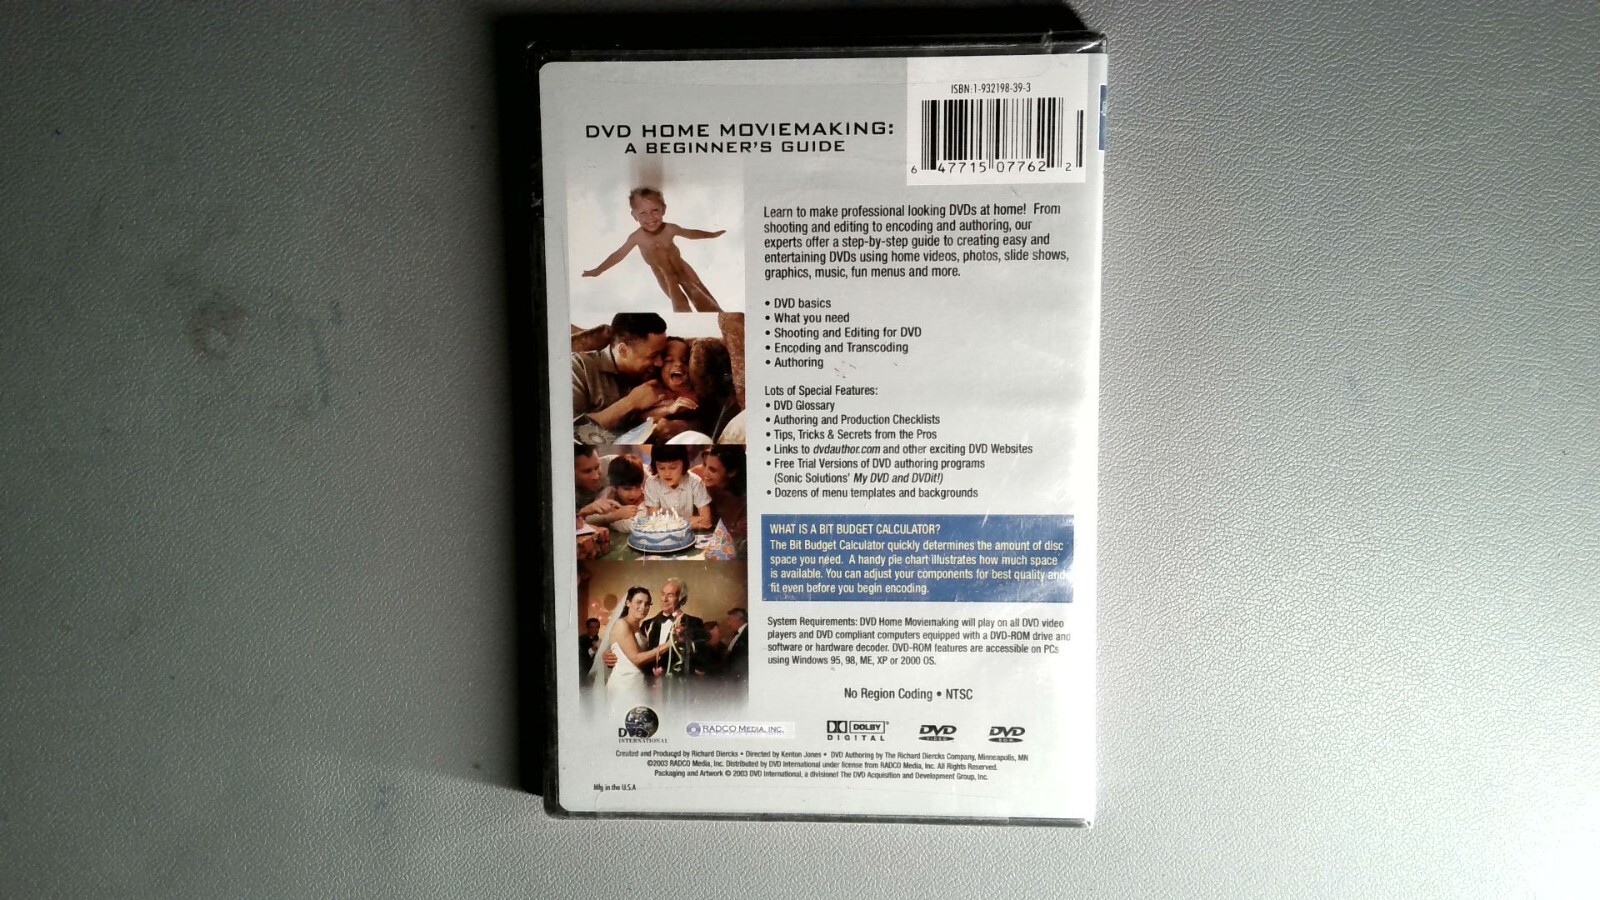 ISBN: 1-932198-39-3
6 47715 07762 2
DVD HOME MOVIEMAKING:
A BEGINNER'S GUIDE
Learn to make professional looking DVDs at home! From
shooting and editing to encoding and authoring, our
experts offer a step-by-step guide to creating easy and
entertaining DVDs using home videos, photos, slide shows,
graphics, music, fun menus and more.
• DVD basics
• What you need
• Shooting and Editing for DVD
• Encoding and Transcoding
• Authoring
Lots of Special Features:
• DVD Glossary
• Authoring and Production Checklists
• Tips, Tricks & Secrets from the Pros
• Links to dvdauthor.com and other exciting DVD Websites
• Free Trial Versions of DVD authoring programs
(Sonic Solutions' My DVD and DVDit!)
• Dozens of menu templates and backgrounds
WHAT IS A BIT BUDGET CALCULATOR?
The Bit Budget Calculator quickly determines the amount of disc
space you need. A handy pie chart illustrates how much space
is available. You can adjust your components for best quality and
fit even before you begin encoding.
System Requirements: DVD Home Moviemaking will play on all DVD video
players and DVD compliant computers equipped with a DVD-ROM drive and
software or hardware decoder. DVD-ROM features are accessible on PCs
using Windows 95, 98, ME, XP or 2000 OS.
No Region Coding • NTSC
DVD
INTERNATIONAL
RADCO MEDIA, INC.
DOLBY
DIGITAL
DVD
VIDEO
DVD
ROM
Created and Produced by Richard Diercks • Directed by Kenton Jones • DVD Authoring by The Richard Diercks Company, Minneapolis, MN
©2003 RADCO Media, Inc. Distributed by DVD International under license from RADCO Media, Inc. All Rights Reserved.
Packaging and Artwork © 2003 DVD International, a division of The DVD Acquisition and Development Group, Inc.
Mfg in the U.S.A